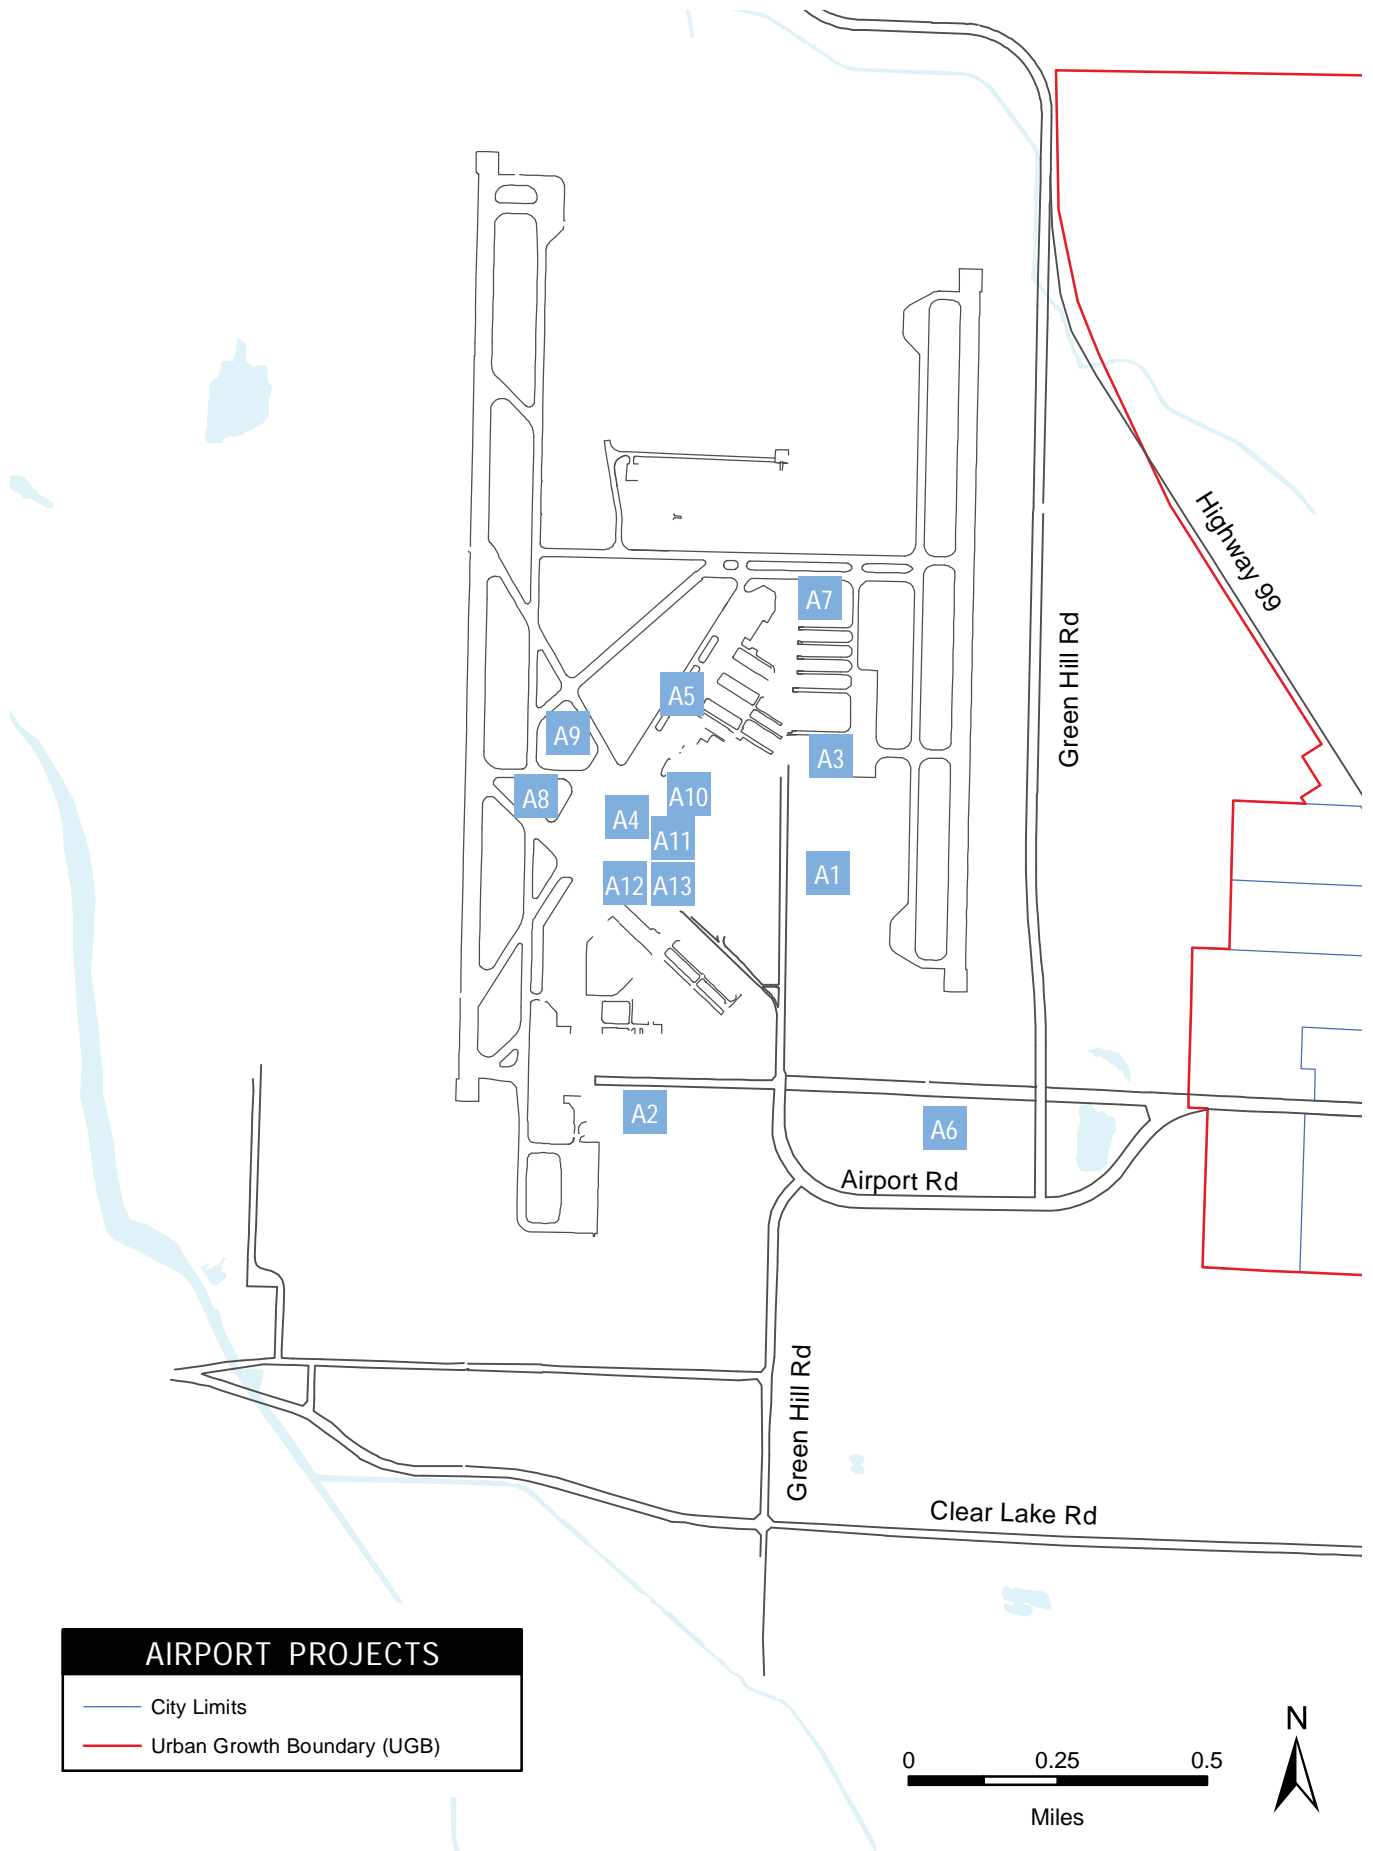 Highway 99
A7
Green Hill Rd
A5
A9
A3
A8
A10
A4
A11
A1
A12
A13
A2
A6
Airport Rd
Green Hill Rd
Clear Lake Rd
AIRPORT PROJECTS
City Limits
Urban Growth Boundary (UGB)
N
0 0.25 0.5
Miles